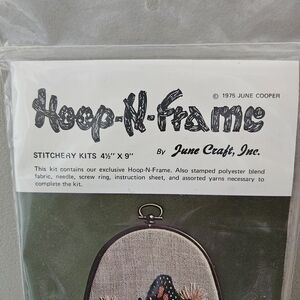 © 1975 JUNE COOPER
Hoop-N-Frame
STITCHERY KITS 4½" X 9" By June Craft, Inc.
This kit contains our exclusive Hoop-N-Frame. Also stamped polyester blend
fabric, needle, screw ring, instruction sheet, and assorted yarns necessary to
complete the kit.